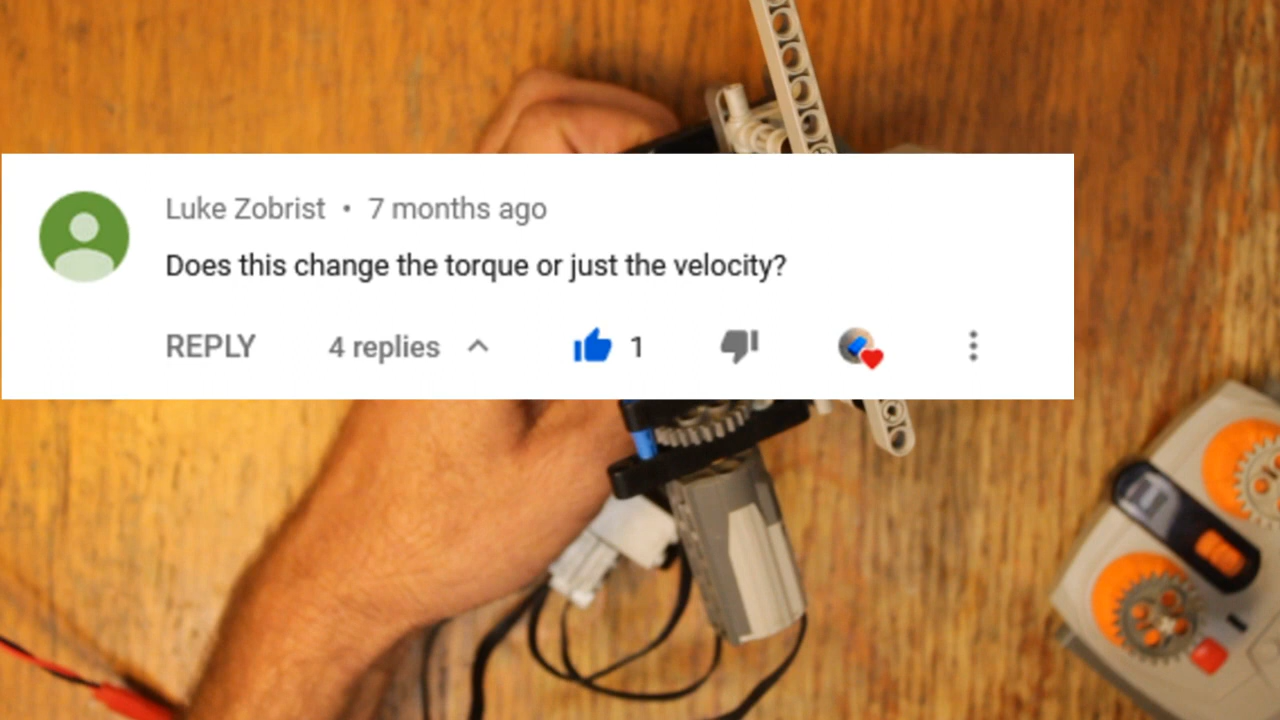 Luke Zobrist • 7 months ago
Does this change the torque or just the velocity?
REPLY 4 replies 1